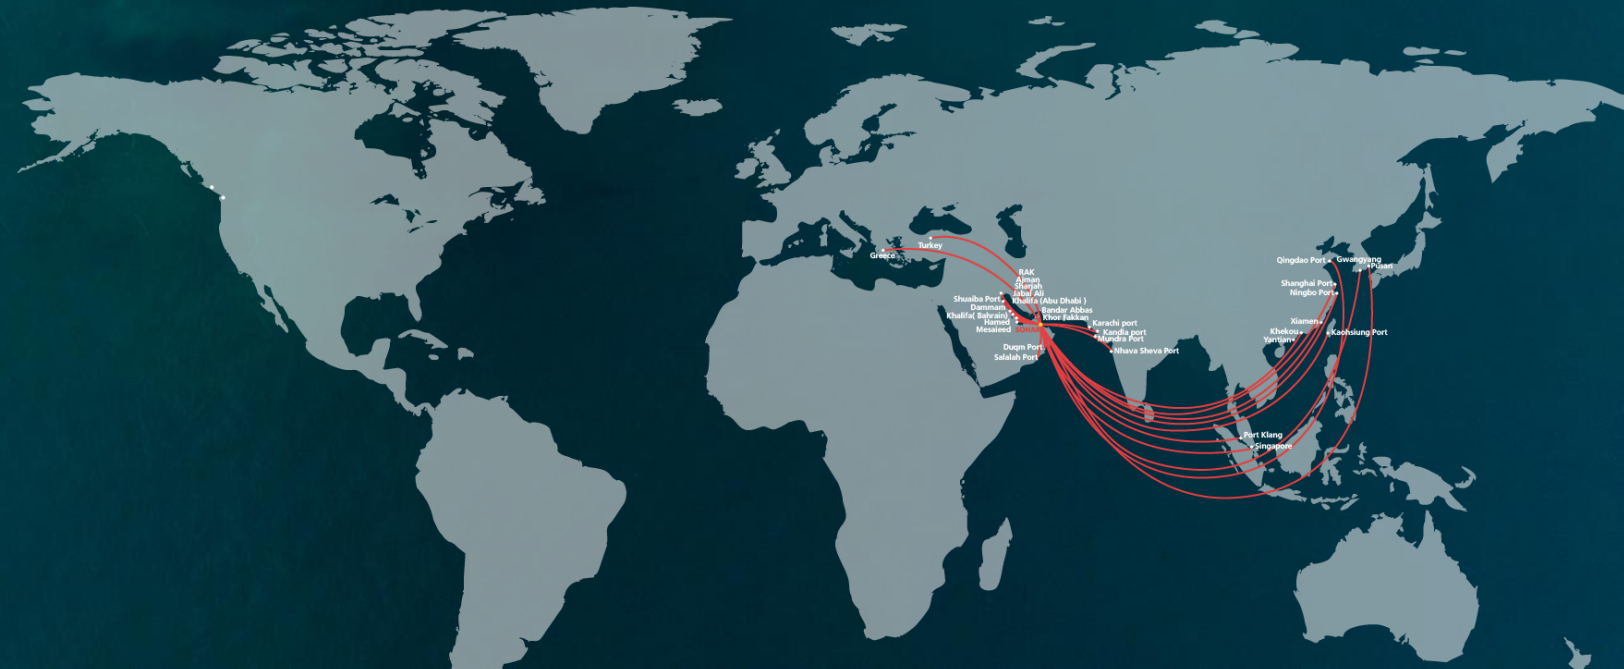 Greece
Turkey
RAK
Ajman
Sharjah
Jabal Ali
Khalifa (Abu Dhabi )
Shuaiba Port
Dammam
Khalifa( Bahrain)
Hamed
Mesaieed
SOHAR
Bandar Abbas
Khor Fakkan
Duqm Port
Salalah Port
Karachi port
Kandla port
Mundra Port
Nhava Sheva Port
Qingdao Port
Gwangyang
Pusan
Shanghai Port
Ningbo Port
Xiamen
Khekou
Yantian
Kaohsiung Port
Port Klang
Singapore